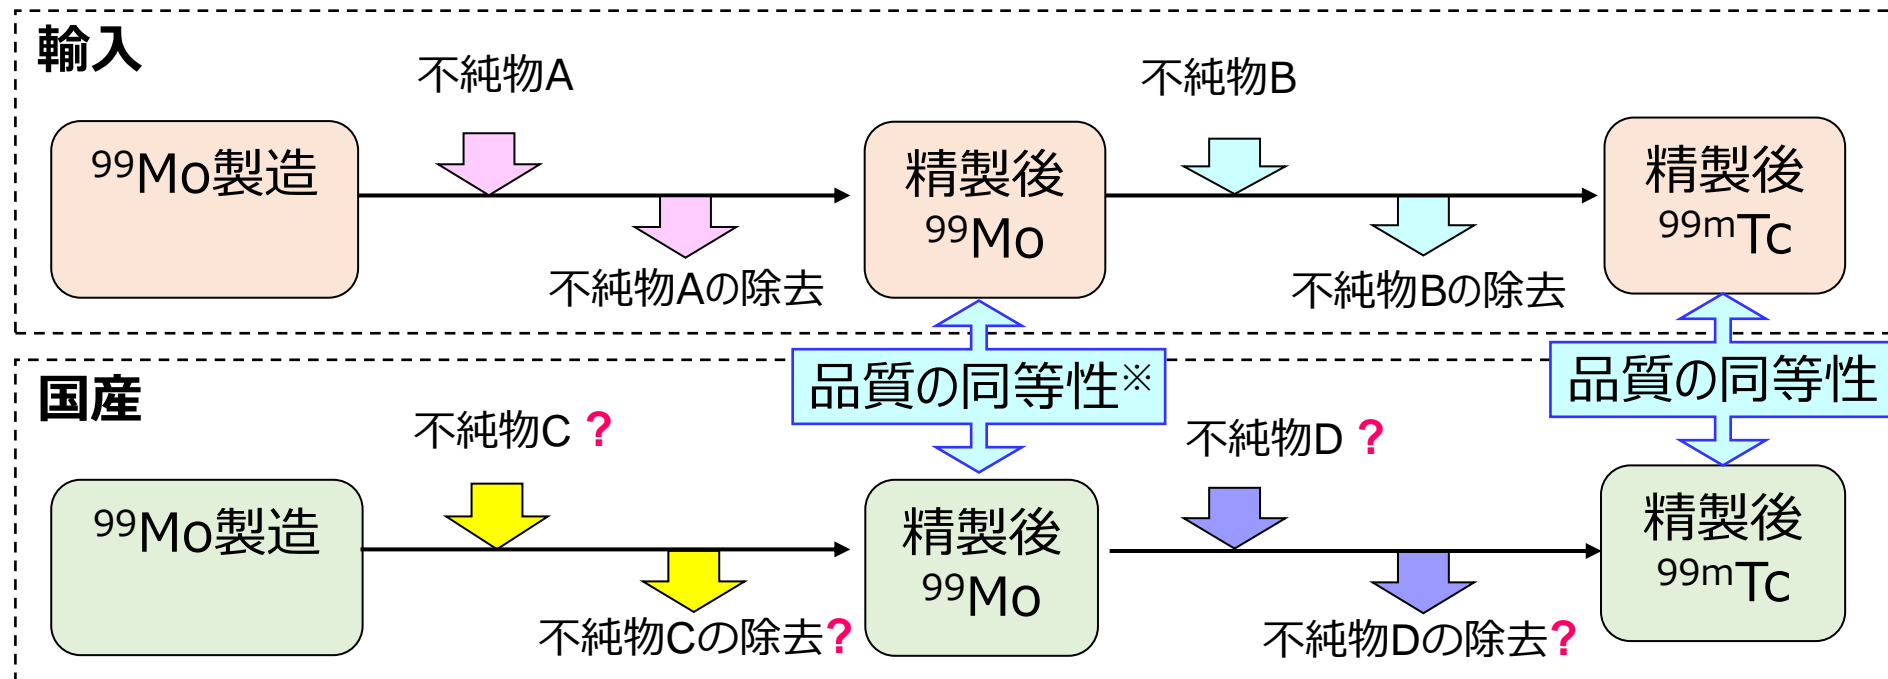 輸入
不純物A
不純物B
99Mo製造
精製後
99Mo
精製後
99mTc
不純物Aの除去
不純物Bの除去
品質の同等性※
品質の同等性
国産
不純物C ?
不純物D ?
99Mo製造
精製後
99Mo
精製後
99mTc
不純物Cの除去?
不純物Dの除去?